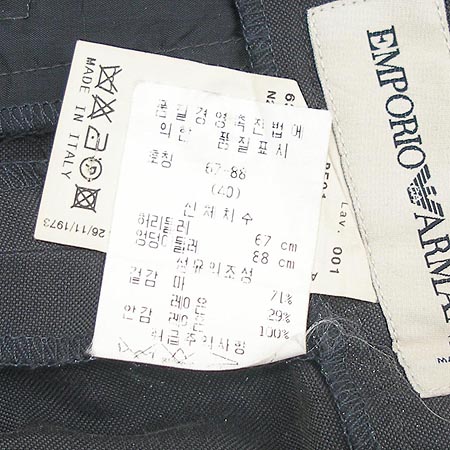 품질경영촉진법에
의한 품질표시
호칭 67-88
(40)
신체치수
허리둘레 67 cm
엉덩이둘레 88 cm
섬유의조성
겉감 마 71%
레이온 29%
안감 레이온 100%
취급주의사항
MADE IN ITALY
26/11/1973
Lav. 001
EMPORIO ARMA